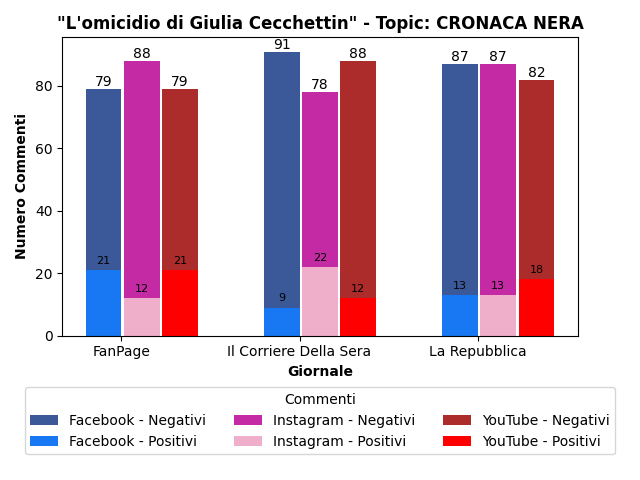 "L'omicidio di Giulia Cecchettin" - Topic: CRONACA NERA
91
88 88
87 87
82
79 79
78
80
60
40
20
0
Numero Commenti
21 12 21
9 22 12
13 13 18
FanPage Il Corriere Della Sera La Repubblica
Giornale
Commenti
Facebook - Negativi Instagram - Negativi YouTube - Negativi
Facebook - Positivi Instagram - Positivi YouTube - Positivi